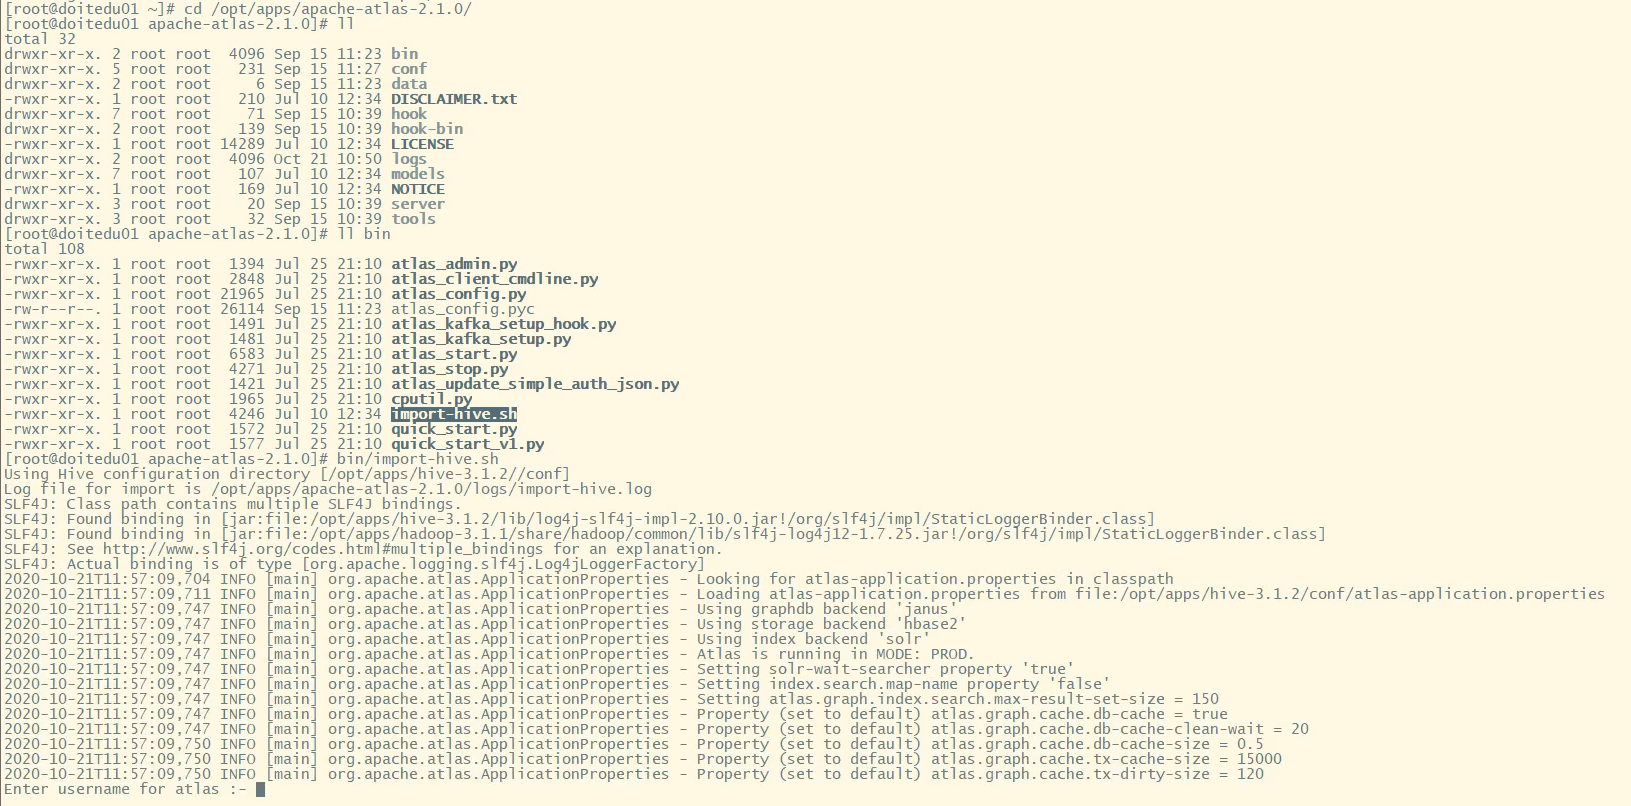 [root@doitedu01 ~]# cd /opt/apps/apache-atlas-2.1.0/
[root@doitedu01 apache-atlas-2.1.0]# ll
total 32
drwxr-xr-x. 2 root root  4096 Sep 15 11:23 bin
drwxr-xr-x. 5 root root   231 Sep 15 11:27 conf
drwxr-xr-x. 2 root root     6 Sep 15 11:23 data
-rwxr-xr-x. 1 root root   210 Jul 10 12:34 DISCLAIMER.txt
drwxr-xr-x. 7 root root    71 Sep 15 10:39 hook
drwxr-xr-x. 2 root root   139 Sep 15 10:39 hook-bin
-rwxr-xr-x. 1 root root 14289 Jul 10 12:34 LICENSE
drwxr-xr-x. 2 root root  4096 Oct 21 10:50 logs
drwxr-xr-x. 7 root root   107 Jul 10 12:34 models
-rwxr-xr-x. 1 root root   169 Jul 10 12:34 NOTICE
drwxr-xr-x. 3 root root    20 Sep 15 10:39 server
drwxr-xr-x. 3 root root    32 Sep 15 10:39 tools
[root@doitedu01 apache-atlas-2.1.0]# ll bin
total 108
-rwxr-xr-x. 1 root root  1394 Jul 25 21:10 atlas_admin.py
-rwxr-xr-x. 1 root root  2848 Jul 25 21:10 atlas_client_cmdline.py
-rwxr-xr-x. 1 root root 21965 Jul 25 21:10 atlas_config.py
-rw-r--r--. 1 root root 26114 Sep 15 11:23 atlas_config.pyc
-rwxr-xr-x. 1 root root  1491 Jul 25 21:10 atlas_kafka_setup_hook.py
-rwxr-xr-x. 1 root root  1481 Jul 25 21:10 atlas_kafka_setup.py
-rwxr-xr-x. 1 root root  6583 Jul 25 21:10 atlas_start.py
-rwxr-xr-x. 1 root root  4271 Jul 25 21:10 atlas_stop.py
-rwxr-xr-x. 1 root root  1421 Jul 25 21:10 atlas_update_simple_auth_json.py
-rwxr-xr-x. 1 root root  1965 Jul 25 21:10 cputil.py
-rwxr-xr-x. 1 root root  4246 Jul 10 12:34 import-hive.sh
-rwxr-xr-x. 1 root root  1572 Jul 25 21:10 quick_start.py
-rwxr-xr-x. 1 root root  1577 Jul 25 21:10 quick_start_v1.py
[root@doitedu01 apache-atlas-2.1.0]# bin/import-hive.sh
Using Hive configuration directory [/opt/apps/hive-3.1.2//conf]
Log file for import is /opt/apps/apache-atlas-2.1.0/logs/import-hive.log
SLF4J: Class path contains multiple SLF4J bindings.
SLF4J: Found binding in [jar:file:/opt/apps/hive-3.1.2/lib/log4j-slf4j-impl-2.10.0.jar!/org/slf4j/impl/StaticLoggerBinder.class]
SLF4J: Found binding in [jar:file:/opt/apps/hadoop-3.1.1/share/hadoop/common/lib/slf4j-log4j12-1.7.25.jar!/org/slf4j/impl/StaticLoggerBinder.class]
SLF4J: See http://www.slf4j.org/codes.html#multiple_bindings for an explanation.
SLF4J: Actual binding is of type [org.apache.logging.slf4j.Log4jLoggerFactory]
2020-10-21T11:57:09,704 INFO [main] org.apache.atlas.ApplicationProperties - Looking for atlas-application.properties in classpath
2020-10-21T11:57:09,711 INFO [main] org.apache.atlas.ApplicationProperties - Loading atlas-application.properties from file:/opt/apps/hive-3.1.2/conf/atlas-application.properties
2020-10-21T11:57:09,747 INFO [main] org.apache.atlas.ApplicationProperties - Using graphdb backend 'janus'
2020-10-21T11:57:09,747 INFO [main] org.apache.atlas.ApplicationProperties - Using storage backend 'hbase2'
2020-10-21T11:57:09,747 INFO [main] org.apache.atlas.ApplicationProperties - Using index backend 'solr'
2020-10-21T11:57:09,747 INFO [main] org.apache.atlas.ApplicationProperties - Atlas is running in MODE: PROD.
2020-10-21T11:57:09,747 INFO [main] org.apache.atlas.ApplicationProperties - Setting solr-wait-searcher property 'true'
2020-10-21T11:57:09,747 INFO [main] org.apache.atlas.ApplicationProperties - Setting index.search.map-name property 'false'
2020-10-21T11:57:09,747 INFO [main] org.apache.atlas.ApplicationProperties - Setting atlas.graph.index.search.max-result-set-size = 150
2020-10-21T11:57:09,747 INFO [main] org.apache.atlas.ApplicationProperties - Property (set to default) atlas.graph.cache.db-cache = true
2020-10-21T11:57:09,747 INFO [main] org.apache.atlas.ApplicationProperties - Property (set to default) atlas.graph.cache.db-cache-clean-wait = 20
2020-10-21T11:57:09,750 INFO [main] org.apache.atlas.ApplicationProperties - Property (set to default) atlas.graph.cache.db-cache-size = 0.5
2020-10-21T11:57:09,750 INFO [main] org.apache.atlas.ApplicationProperties - Property (set to default) atlas.graph.cache.tx-cache-size = 15000
2020-10-21T11:57:09,750 INFO [main] org.apache.atlas.ApplicationProperties - Property (set to default) atlas.graph.cache.tx-dirty-size = 120
Enter username for atlas :-